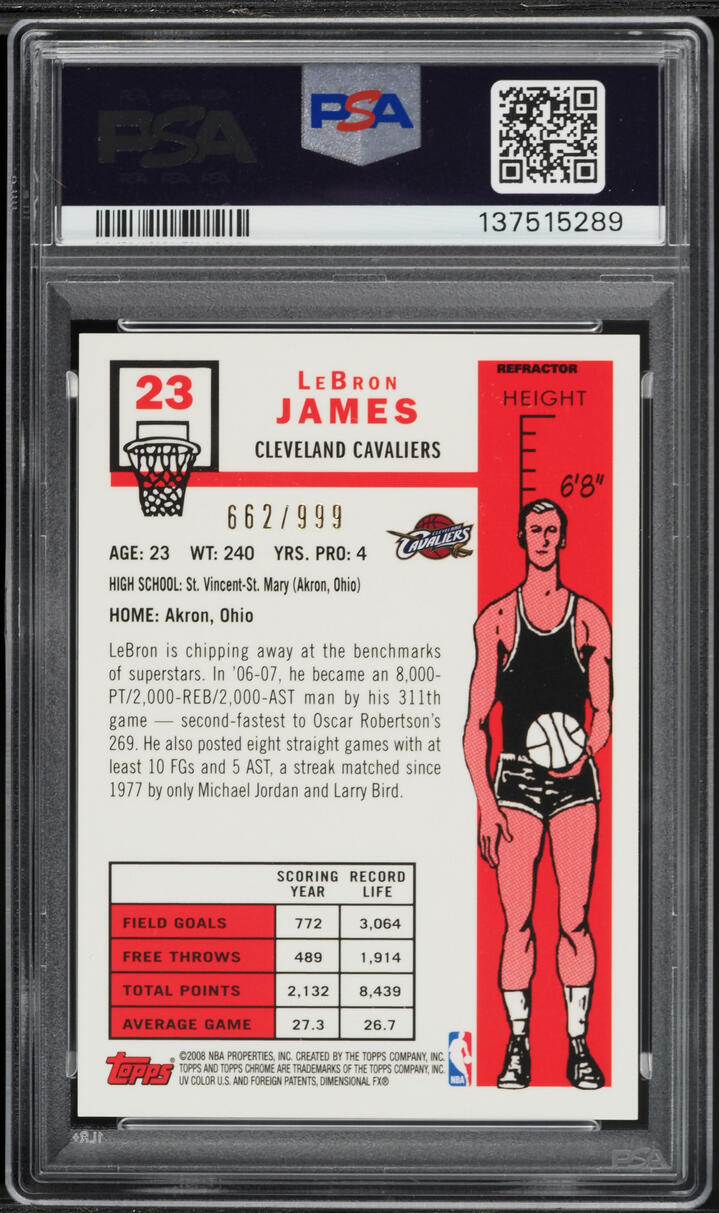 PSA
PSA
137515289
23
LeBron
JAMES
CLEVELAND CAVALIERS
662/999
CLEVELAND
CAVALIERS
AGE: 23 WT: 240 YRS. PRO: 4
HIGH SCHOOL: St. Vincent-St. Mary (Akron, Ohio)
HOME: Akron, Ohio
LeBron is chipping away at the benchmarks
of superstars. In '06-07, he became an 8,000-
PT/2,000-REB/2,000-AST man by his 311th
game — second-fastest to Oscar Robertson's
269. He also posted eight straight games with at
least 10 FGs and 5 AST, a streak matched since
1977 by only Michael Jordan and Larry Bird.
REFRACTOR
HEIGHT
6'8"
SCORING RECORD
YEAR LIFE
FIELD GOALS 772 3,064
FREE THROWS 489 1,914
TOTAL POINTS 2,132 8,439
AVERAGE GAME 27.3 26.7
topps®
©2008 NBA PROPERTIES, INC. CREATED BY THE TOPPS COMPANY, INC.
TOPPS AND TOPPS CHROME ARE TRADEMARKS OF THE TOPPS COMPANY, INC.
UV COLOR U.S. AND FOREIGN PATENTS, DIMENSIONAL FX®
NBA
PSA